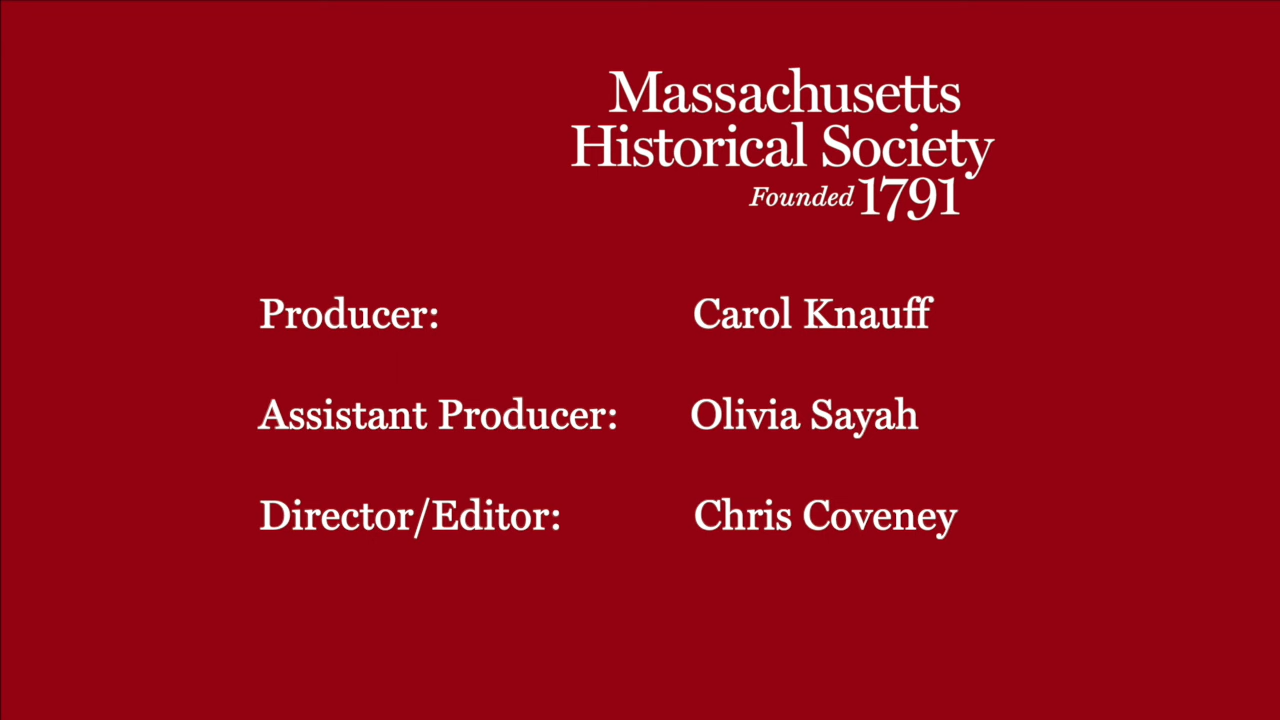 Massachusetts
Historical Society
Founded 1791
Producer: Carol Knauff
Assistant Producer: Olivia Sayah
Director/Editor: Chris Coveney